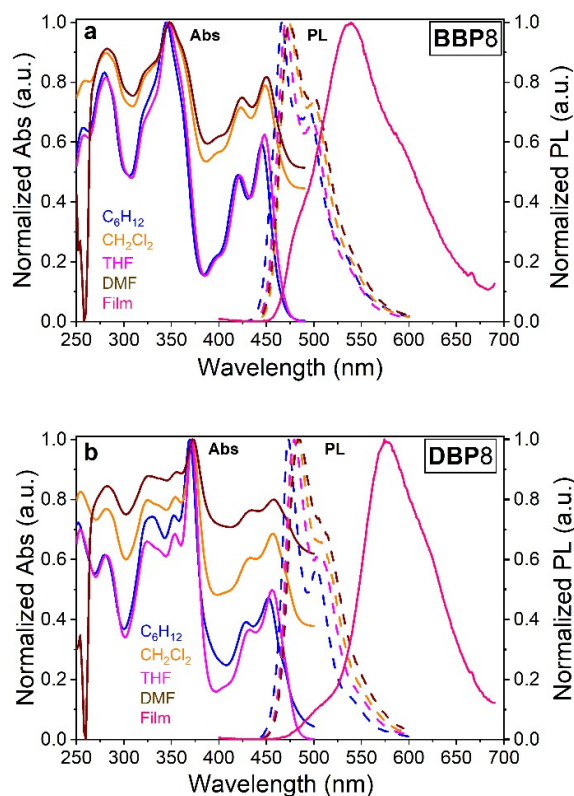 a
Abs
PL
BBP8
Normalized Abs (a.u.)
1.0
0.8
0.6
0.4
0.2
0.0
C₆H₁₂
CH₂Cl₂
THF
DMF
Film
1.0
0.8
0.6
0.4
0.2
0.0
Normalized PL (a.u.)
250 300 350 400 450 500 550 600 650 700
Wavelength (nm)
b
Abs
PL
DBP8
Normalized Abs (a.u.)
1.0
0.8
0.6
0.4
0.2
0.0
C₆H₁₂
CH₂Cl₂
THF
DMF
Film
1.0
0.8
0.6
0.4
0.2
0.0
Normalized PL (a.u.)
250 300 350 400 450 500 550 600 650 700
Wavelength (nm)